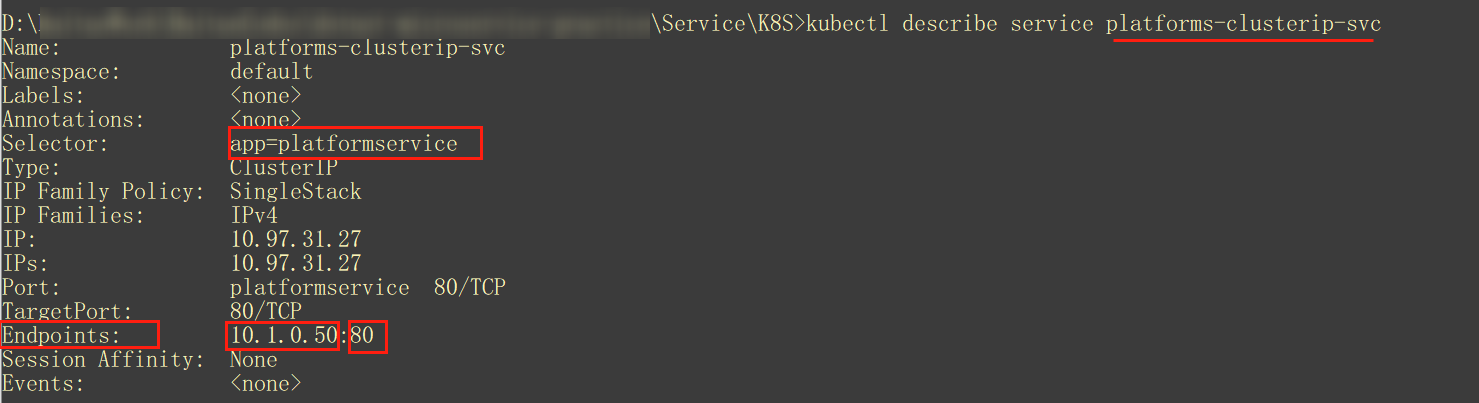 D:\ \Service\K8S>kubectl describe service platforms-clusterip-svc
Name: platforms-clusterip-svc
Namespace: default
Labels: <none>
Annotations: <none>
Selector: app=platformservice
Type: ClusterIP
IP Family Policy: SingleStack
IP Families: IPv4
IP: 10.97.31.27
IPs: 10.97.31.27
Port: platformservice 80/TCP
TargetPort: 80/TCP
Endpoints: 10.1.0.50:80
Session Affinity: None
Events: <none>